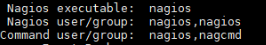 Nagios executable:  nagios
Nagios user/group:  nagios,nagios
Command user/group:  nagios,nagcmd